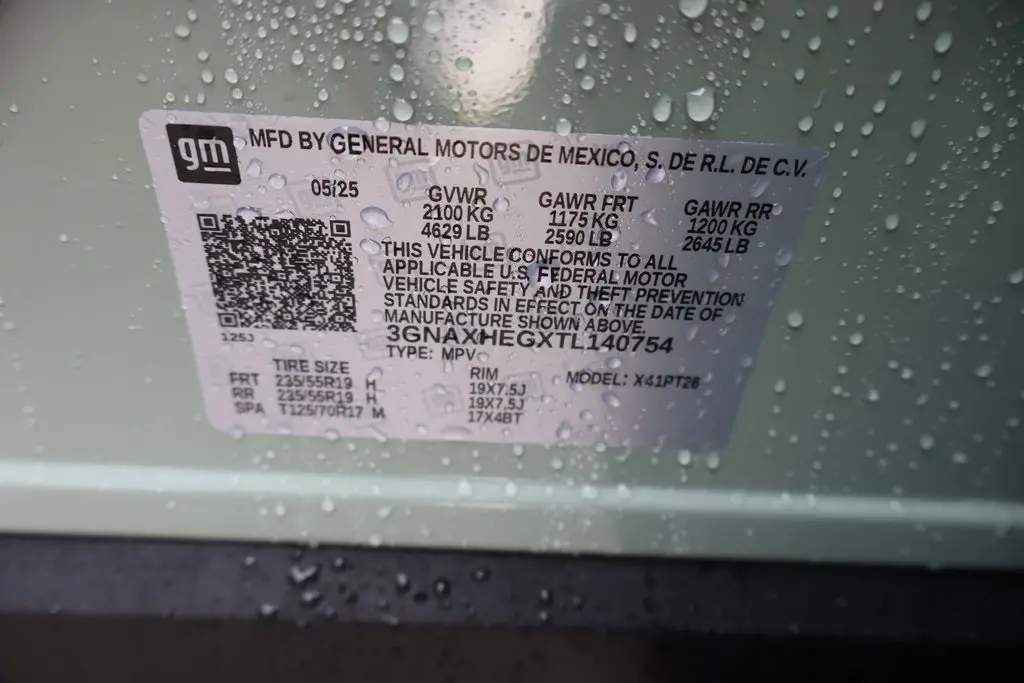 gm MFD BY GENERAL MOTORS DE MEXICO, S. DE R.L. DE C.V.
05/25
GVWR GAWR FRT GAWR RR
2100 KG 1175 KG 1200 KG
4629 LB 2590 LB 2645 LB
THIS VEHICLE CONFORMS TO ALL
APPLICABLE U.S. FEDERAL MOTOR
VEHICLE SAFETY AND THEFT PREVENTION
STANDARDS IN EFFECT ON THE DATE OF
MANUFACTURE SHOWN ABOVE.
3GNAXHEGXTL140754
125J
TYPE: MPV
TIRE SIZE RIM MODEL: X41PT26
FRT 235/55R19 H 19X7.5J
RR 235/55R19 H 19X7.5J
SPA T125/70R17 M 17X4BT